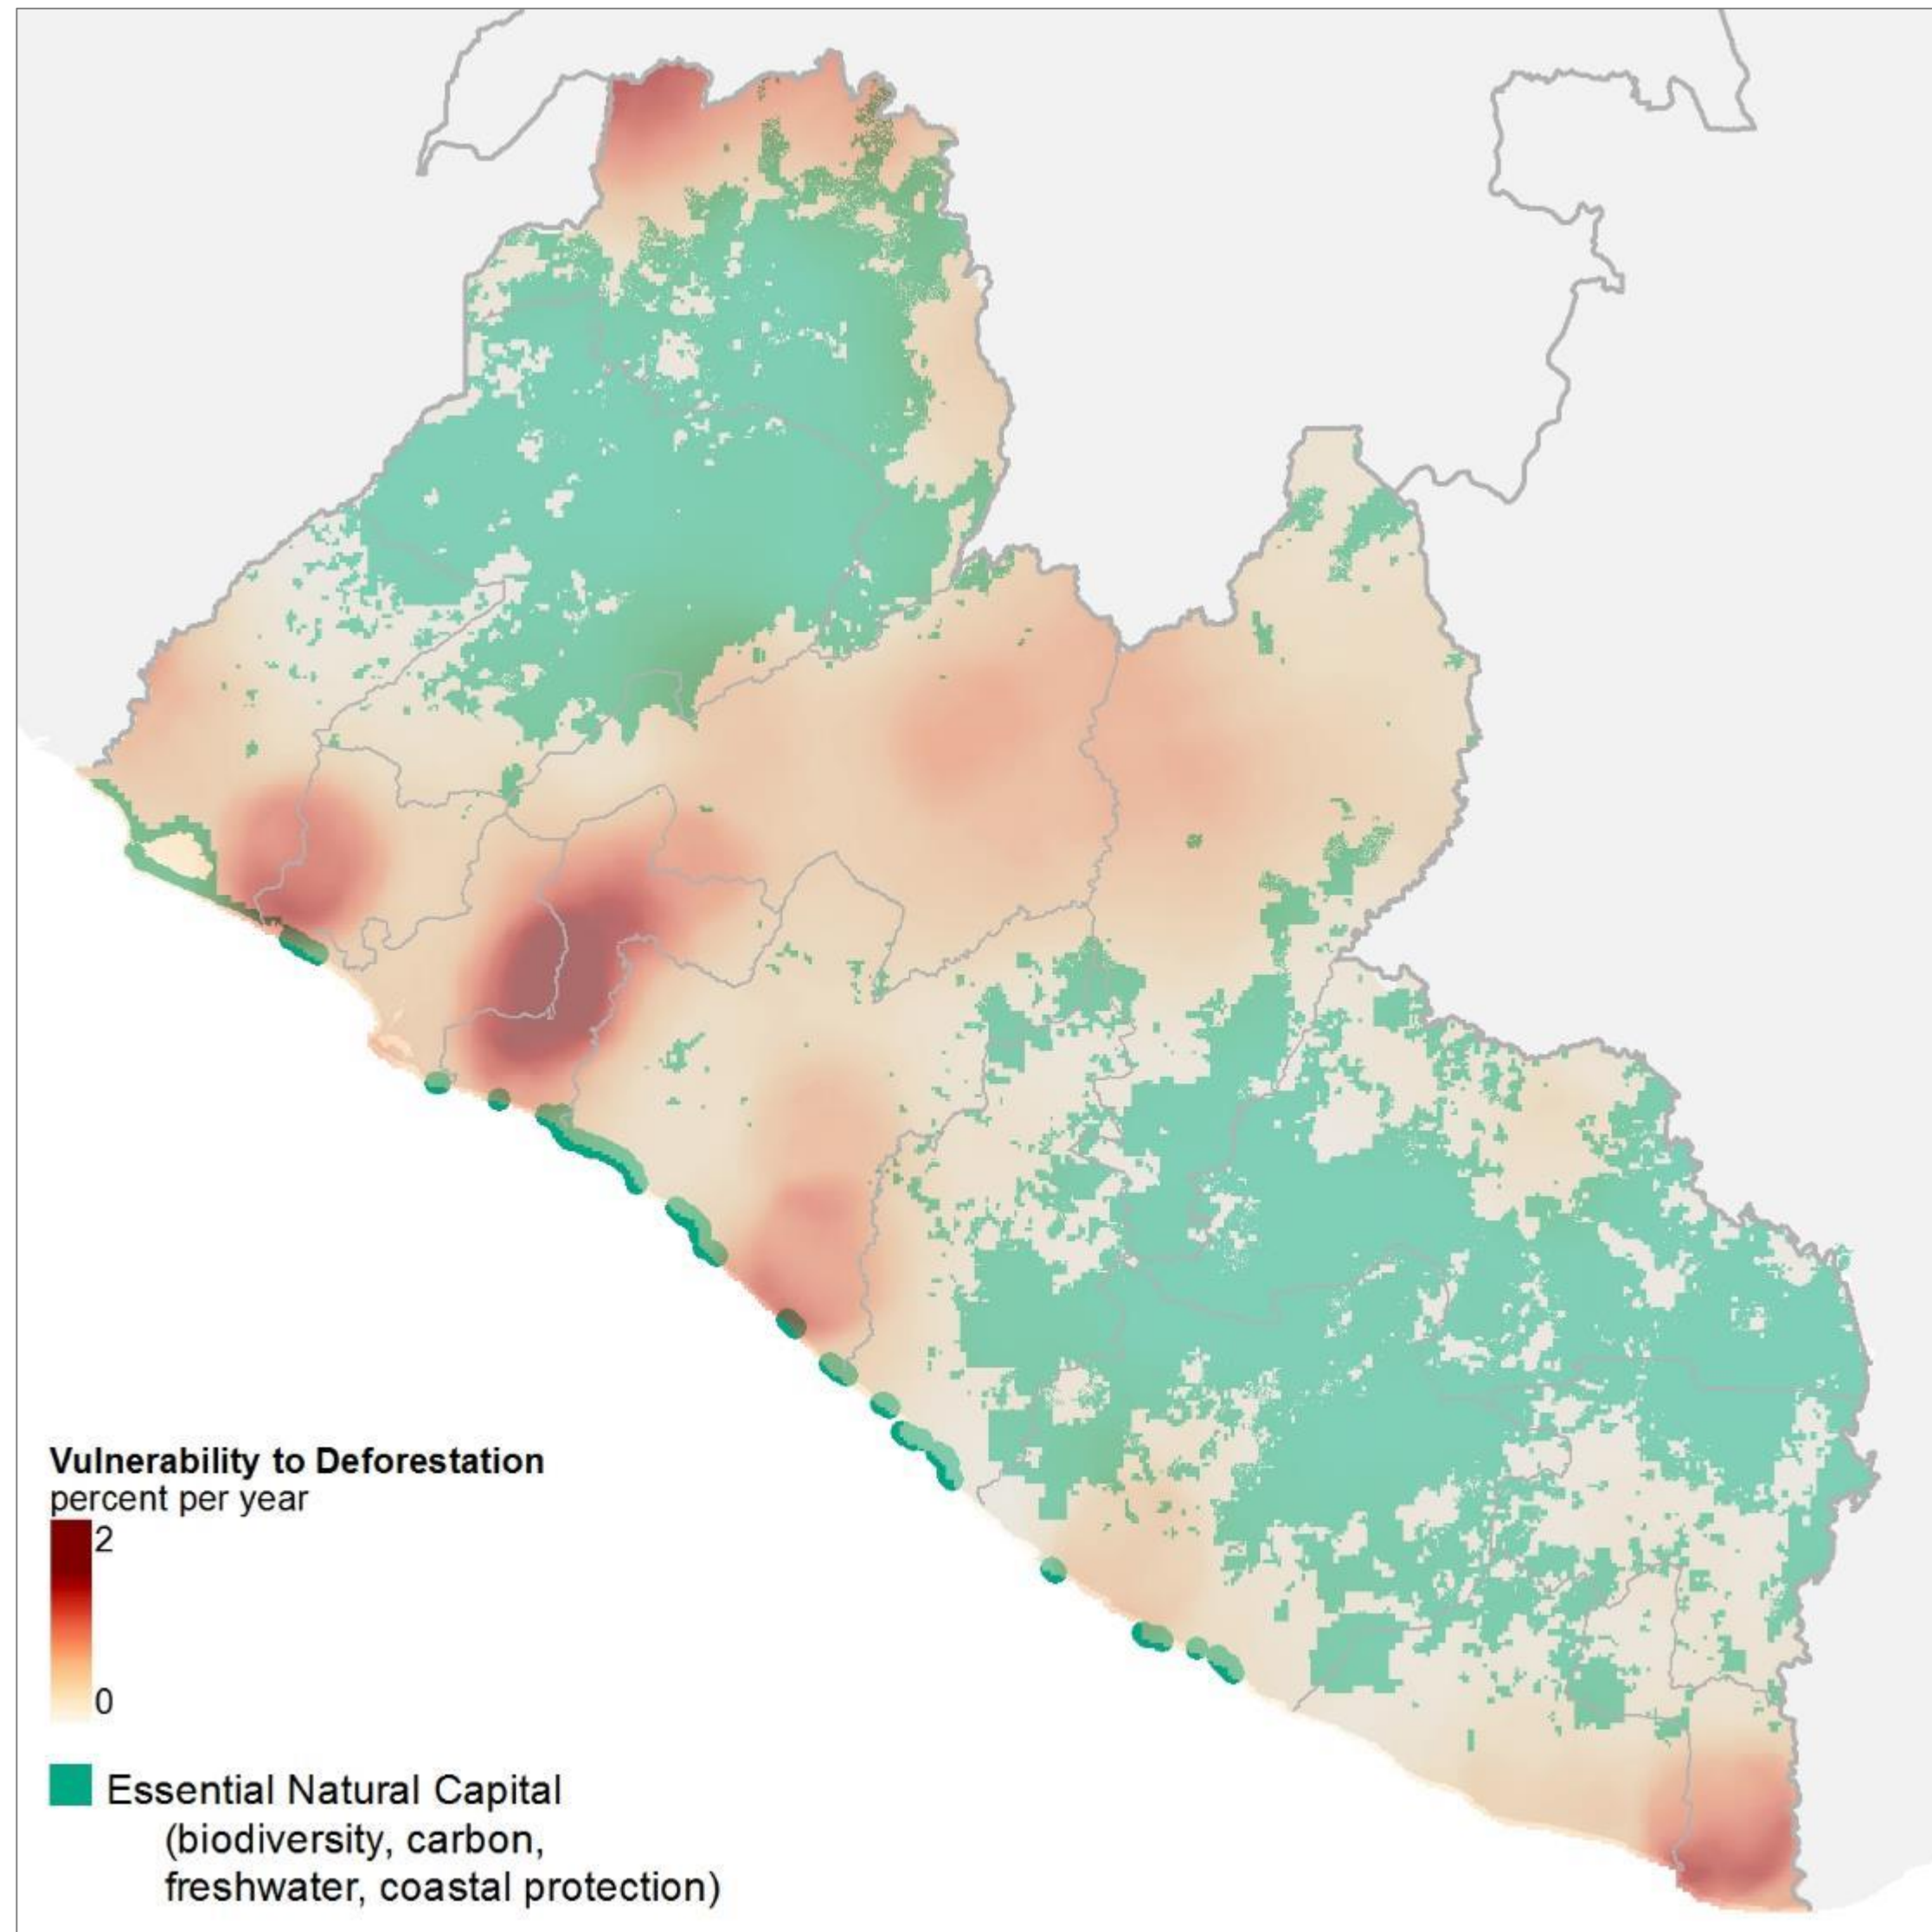 Vulnerability to Deforestation
percent per year
2
0
Essential Natural Capital
(biodiversity, carbon,
freshwater, coastal protection)